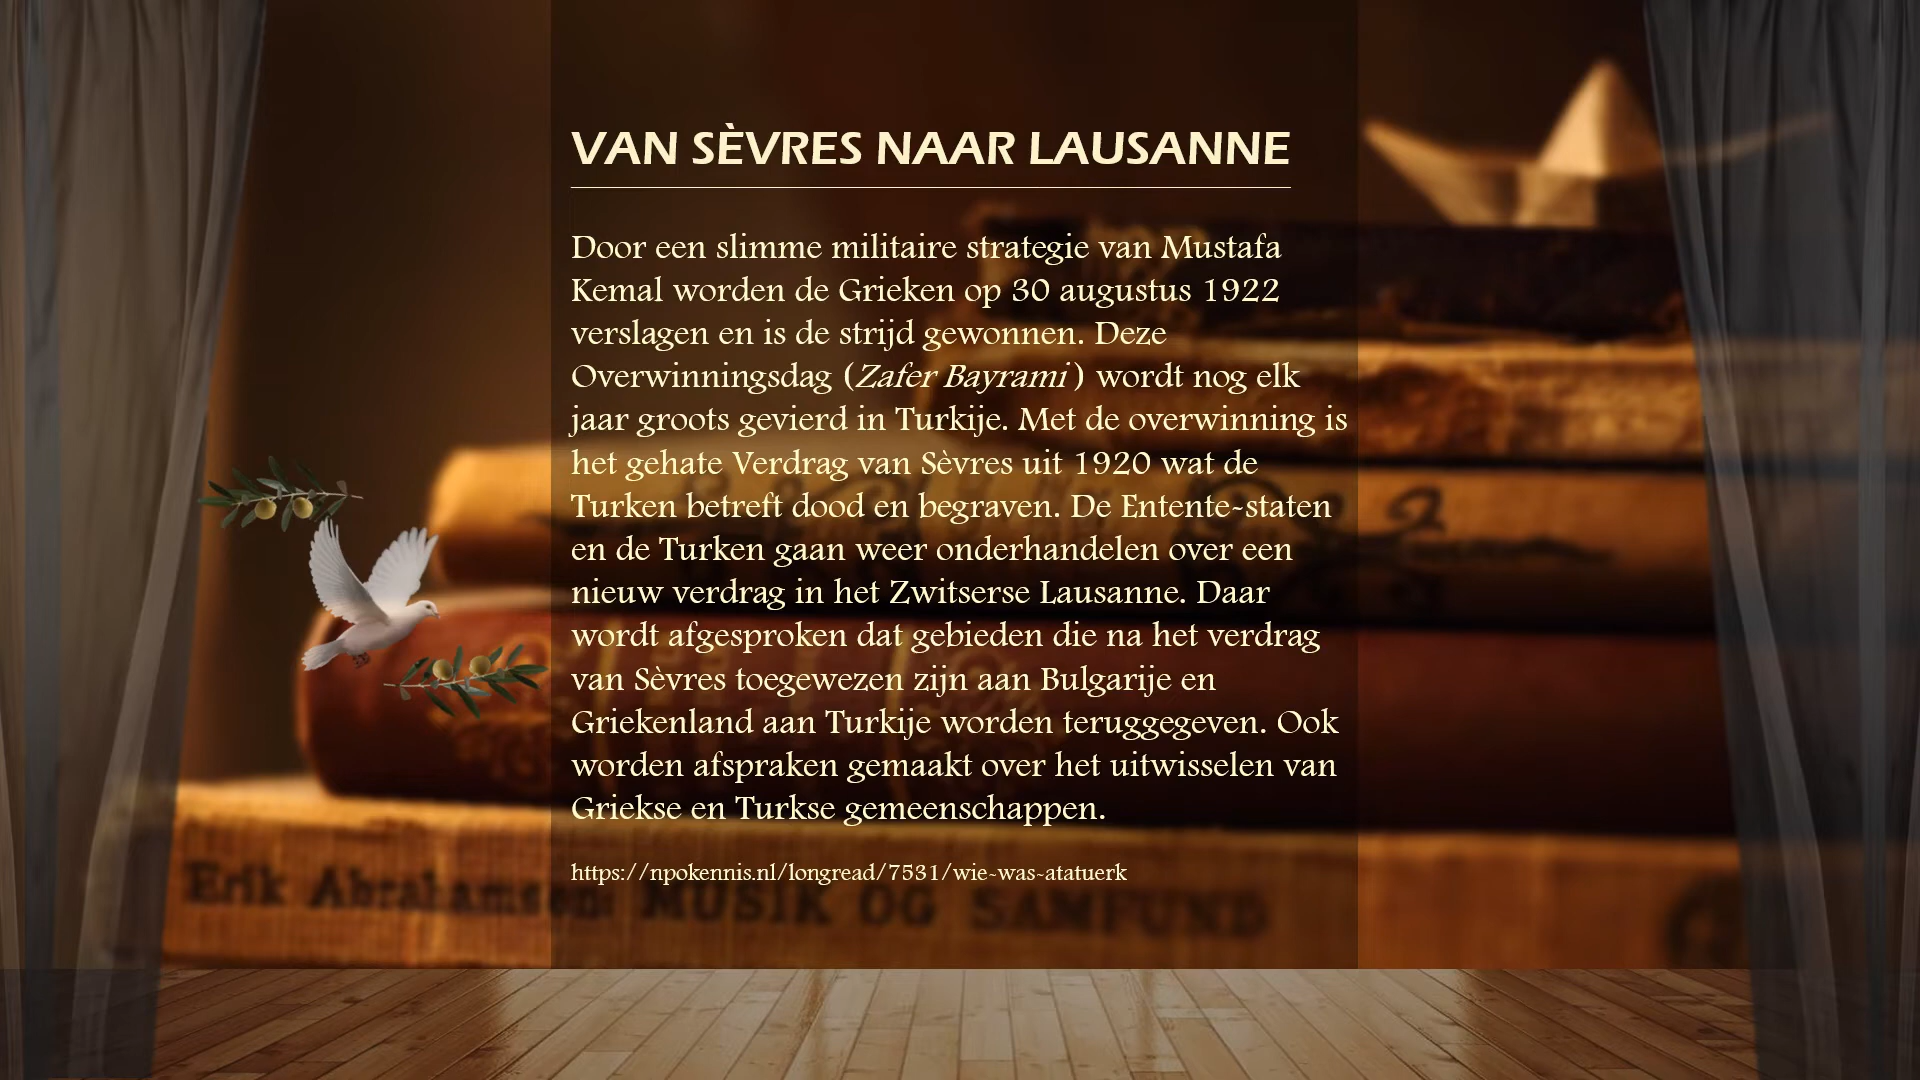 VAN SÈVRES NAAR LAUSANNE
Door een slimme militaire strategie van Mustafa
Kemal worden de Grieken op 30 augustus 1922
verslagen en is de strijd gewonnen. Deze
Overwinningsdag (Zafer Bayrami ) wordt nog elk
jaar groots gevierd in Turkije. Met de overwinning is
het gehate Verdrag van Sèvres uit 1920 wat de
Turken betreft dood en begraven. De Entente-staten
en de Turken gaan weer onderhandelen over een
nieuw verdrag in het Zwitserse Lausanne. Daar
wordt afgesproken dat gebieden die na het verdrag
van Sèvres toegewezen zijn aan Bulgarije en
Griekenland aan Turkije worden teruggegeven. Ook
worden afspraken gemaakt over het uitwisselen van
Griekse en Turkse gemeenschappen.
https://npokennis.nl/longread/7531/wie-was-atatuerk
Erik Abrahamsen: MUSIK OG SAMFUND